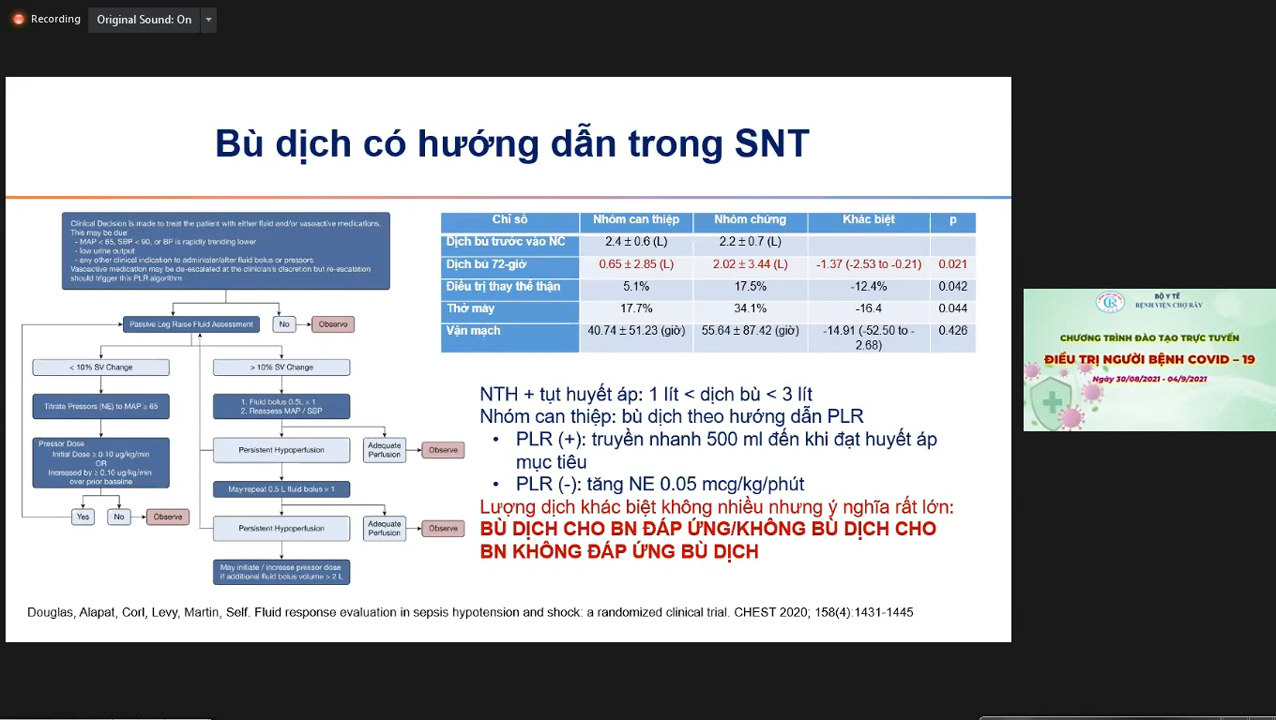 Recording
Original Sound: On
Bù dịch có hướng dẫn trong SNT
Clinical Decision is made to treat the patient with either fluid and/or vasoactive medications.
This may be due:
- MAP < 65, SBP < 90, or BP is rapidly trending lower
- low urine output
- any other clinical indication to administer/after fluid bolus or pressors
Vasoactive medication may be de-escalated at the clinician's discretion but re-escalation
should trigger this PLR algorithm
Passive Leg Raise Fluid Assessment
No
Observe
< 10% SV Change
> 10% SV Change
Titrate Pressors (NE) to MAP ≥ 65
1. Fluid bolus 0.5L × 1
2. Reassess MAP / SBP
Pressor Dose
Initial Dose ≥ 0.10 ug/kg/min
OR
Increased by ≥ 0.10 ug/kg/min
over prior baseline
Persistent Hypoperfusion
Adequate
Perfusion
Observe
May repeat 0.5 L fluid bolus × 1
Yes
No
Observe
Persistent Hypoperfusion
Adequate
Perfusion
Observe
May initiate / increase pressor dose
if additional fluid bolus volume > 2 L
Chỉ số Nhóm can thiệp Nhóm chứng Khác biệt p
Dịch bù trước vào NC 2.4 ± 0.6 (L) 2.2 ± 0.7 (L)
Dịch bù 72-giờ 0.65 ± 2.85 (L) 2.02 ± 3.44 (L) -1.37 (-2.53 to -0.21) 0.021
Điều trị thay thế thận 5.1% 17.5% -12.4% 0.042
Thở máy 17.7% 34.1% -16.4 0.044
Vận mạch 40.74 ± 51.23 (giờ) 55.64 ± 87.42 (giờ) -14.91 (-52.50 to - 0.426
2.68)
NTH + tụt huyết áp: 1 lít < dịch bù < 3 lít
Nhóm can thiệp: bù dịch theo hướng dẫn PLR
• PLR (+): truyền nhanh 500 ml đến khi đạt huyết áp
mục tiêu
• PLR (-): tăng NE 0.05 mcg/kg/phút
Lượng dịch khác biệt không nhiều nhưng ý nghĩa rất lớn:
BÙ DỊCH CHO BN ĐÁP ỨNG/KHÔNG BÙ DỊCH CHO
BN KHÔNG ĐÁP ỨNG BÙ DỊCH
Douglas, Alapat, Corl, Levy, Martin, Self. Fluid response evaluation in sepsis hypotension and shock: a randomized clinical trial. CHEST 2020; 158(4):1431-1445
BỘ Y TẾ
BỆNH VIỆN CHỢ RẪY
CHƯƠNG TRÌNH ĐÀO TẠO TRỰC TUYẾN
ĐIỀU TRỊ NGƯỜI BỆNH COVID – 19
Ngày 30/08/2021 - 04/9/2021